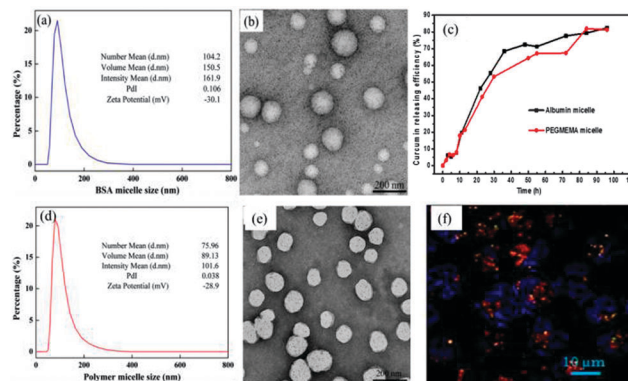 (a)
Number Mean (d.nm) 104.2
Volume Mean (d.nm) 150.5
Intensity Mean (d.nm) 161.9
PdI 0.106
Zeta Potential (mV) -30.1
Percentage (%)
20
15
10
5
0
0 200 400 600 800
BSA micelle size (nm)
(b)
200 nm
(c)
Curcumin releasing efficiency (%)
90
80
70
60
50
40
30
20
10
0
Albumin micelle
PEGMEMA micelle
0 10 20 30 40 50 60 70 80 90 100
Time (h)
(d)
Number Mean (d.nm) 75.96
Volume Mean (d.nm) 89.13
Intensity Mean (d.nm) 101.6
PdI 0.038
Zeta Potential (mV) -28.9
Percentage (%)
20
15
10
5
0
0 200 400 600 800
Polymer micelle size (nm)
(e)
200 nm
(f)
10 μm